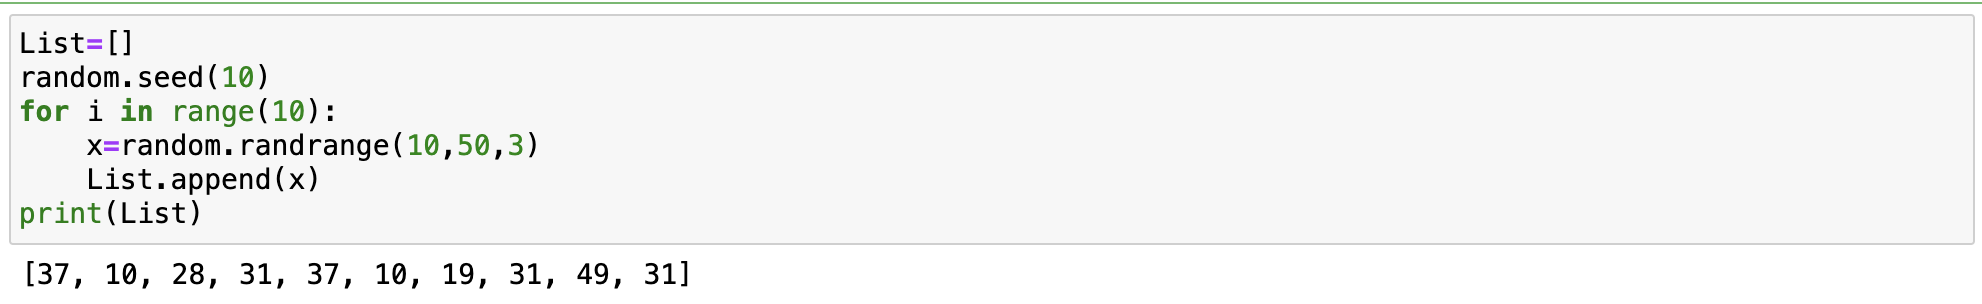 List=[]
random.seed(10)
for i in range(10):
    x=random.randrange(10,50,3)
    List.append(x)
print(List)
[37, 10, 28, 31, 37, 10, 19, 31, 49, 31]